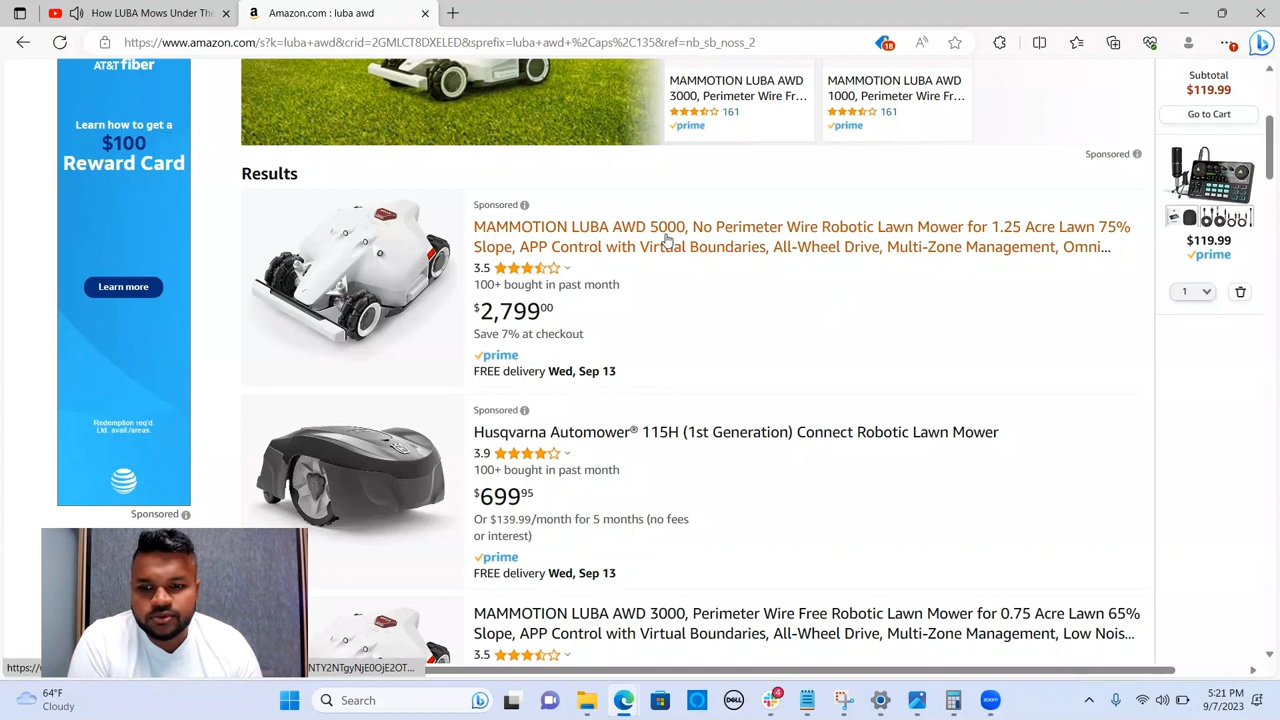 How LUBA Mows Under The
Amazon.com : luba awd
https://www.amazon.com/s?k=luba+awd&crid=2GMLCT8DXELED&sprefix=luba+awd+%2Caps%2C135&ref=nb_sb_noss_2
18
AT&T fiber
Learn how to get a
$100
Reward Card
Learn more
Redemption req'd.
Ltd. avail./areas.
Sponsored
MAMMOTION LUBA AWD
3000, Perimeter Wire Fr...
161
prime
MAMMOTION LUBA AWD
1000, Perimeter Wire Fr...
161
prime
Sponsored
Results
Sponsored
MAMMOTION LUBA AWD 5000, No Perimeter Wire Robotic Lawn Mower for 1.25 Acre Lawn 75%
Slope, APP Control with Virtual Boundaries, All-Wheel Drive, Multi-Zone Management, Omni...
3.5
100+ bought in past month
$2,799.00
Save 7% at checkout
prime
FREE delivery Wed, Sep 13
Sponsored
Husqvarna Automower® 115H (1st Generation) Connect Robotic Lawn Mower
3.9
100+ bought in past month
$699.95
Or $139.99/month for 5 months (no fees
or interest)
prime
FREE delivery Wed, Sep 13
MAMMOTION LUBA AWD 3000, Perimeter Wire Free Robotic Lawn Mower for 0.75 Acre Lawn 65%
Slope, APP Control with Virtual Boundaries, All-Wheel Drive, Multi-Zone Management, Low Nois...
3.5
Subtotal
$119.99
Go to Cart
$119.99
prime
1
NTY2NTgyNjE0OjE2OT...
64°F
Cloudy
Search
DELL
4
zoom
5:21 PM
9/7/2023